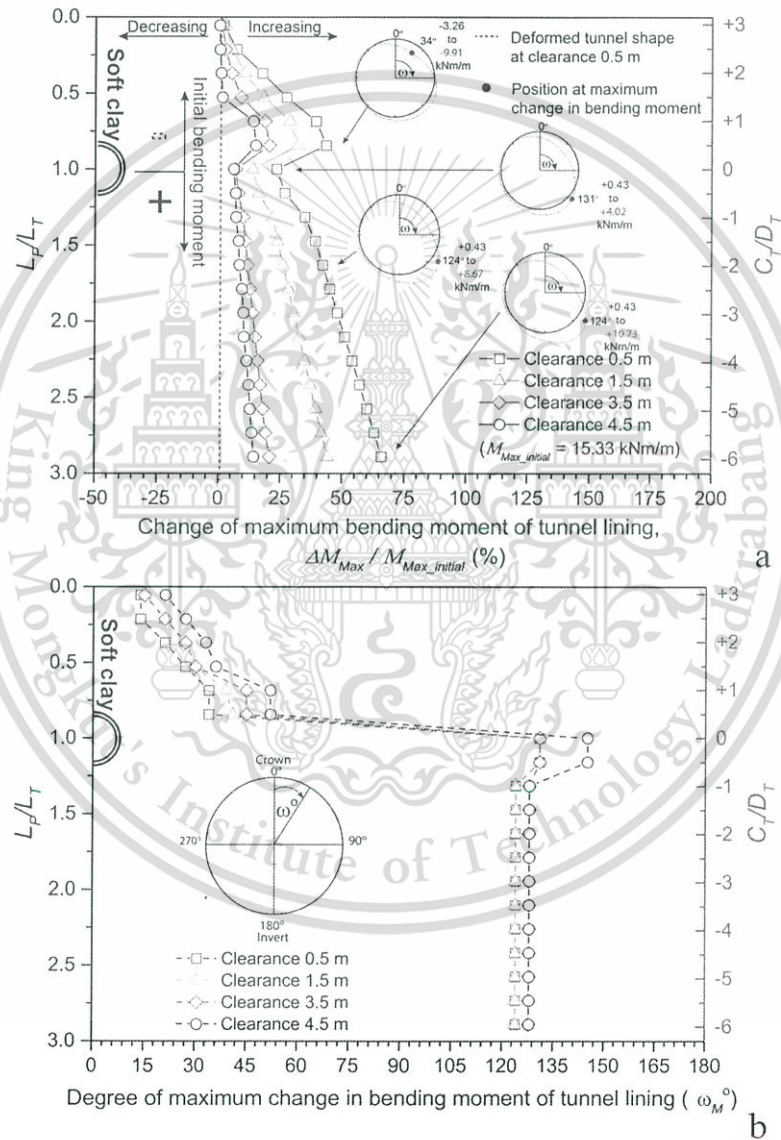 Decreasing Increasing
Soft clay
Initial bending moment
-
+
0°
34°
ω
-3.26
to
-9.91
kNm/m
Deformed tunnel shape
at clearance 0.5 m
Position at maximum
change in bending moment
0°
ω
131°
+0.43
to
+4.02
kNm/m
0°
ω
124°
+0.43
to
+8.67
kNm/m
0°
ω
124°
+0.43
to
kNm/m
Clearance 0.5 m
Clearance 1.5 m
Clearance 3.5 m
Clearance 4.5 m
(M_Max_initial = 15.33 kNm/m)
0.0
0.5
1.0
1.5
2.0
2.5
3.0
L_P/L_T
+3
+2
+1
0
-1
-2
-3
-4
-5
-6
C_T/D_T
-50 -25 0 25 50 75 100 125 150 175 200
Change of maximum bending moment of tunnel lining,
ΔM_Max / M_Max_initial (%)
a
King Mongkut's Institute of Technology Ladkrabang
0.0
0.5
1.0
1.5
2.0
2.5
3.0
L_P/L_T
Soft clay
Crown
0°
ω°
270°
90°
180°
Invert
Clearance 0.5 m
Clearance 1.5 m
Clearance 3.5 m
Clearance 4.5 m
+3
+2
+1
0
-1
-2
-3
-4
-5
-6
C_T/D_T
0 15 30 45 60 75 90 105 120 135 150 165 180
Degree of maximum change in bending moment of tunnel lining ( ω_M°)
b